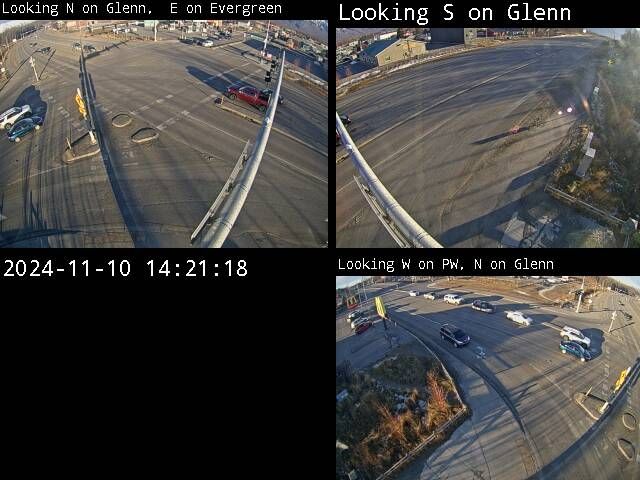 Looking N on Glenn,  E on Evergreen
Looking S on Glenn
2024-11-10 14:21:18
Looking W on PW, N on Glenn